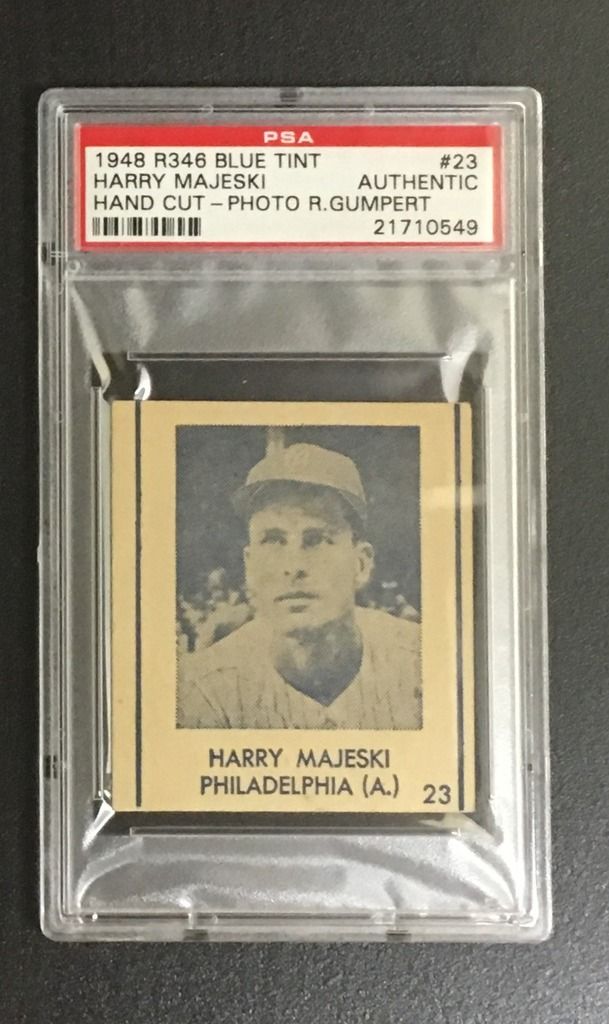 PSA
1948 R346 BLUE TINT #23
HARRY MAJESKI AUTHENTIC
HAND CUT - PHOTO R.GUMPERT
21710549
HARRY MAJESKI
PHILADELPHIA (A.) 23